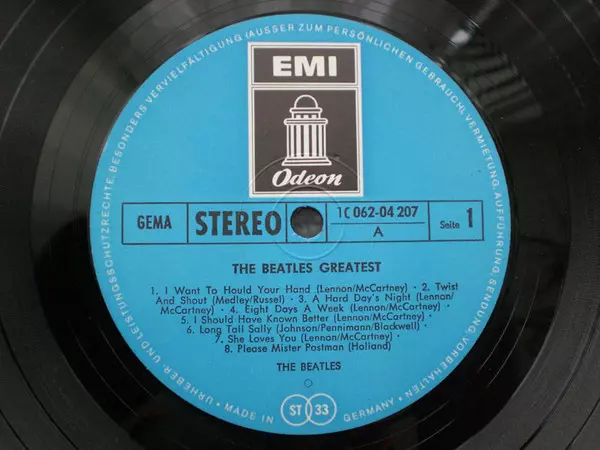 URHEBER- UND LEISTUNGSSCHUTZRECHTE, BESONDERS VERVIELFÄLTIGUNG (AUSSER ZUM PERSÖNLICHEN GEBRAUCH), VERMIETUNG, AUFFÜHRUNG, SENDUNG, VORBEHALTEN
EMI
Odeon
GEMA
STEREO
1C 062-04 207
A
Seite 1
THE BEATLES GREATEST
1. I Want To Hould Your Hand (Lennon/McCartney) · 2. Twist
And Shout (Medley/Russel) · 3. A Hard Day's Night (Lennon/
McCartney) · 4. Eight Days A Week (Lennon/McCartney) ·
5. I Should Have Known Better (Lennon/McCartney) ·
6. Long Tall Sally (Johnson/Pennimann/Blackwell) ·
7. She Loves You (Lennon/McCartney) ·
8. Please Mister Postman (Holland)
THE BEATLES
MADE IN
ST 33
GERMANY